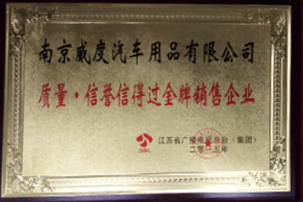 南京威度汽车用品有限公司
质量·信誉信得过金牌销售企业
江苏省广播电视总台（集团）
二零一五年